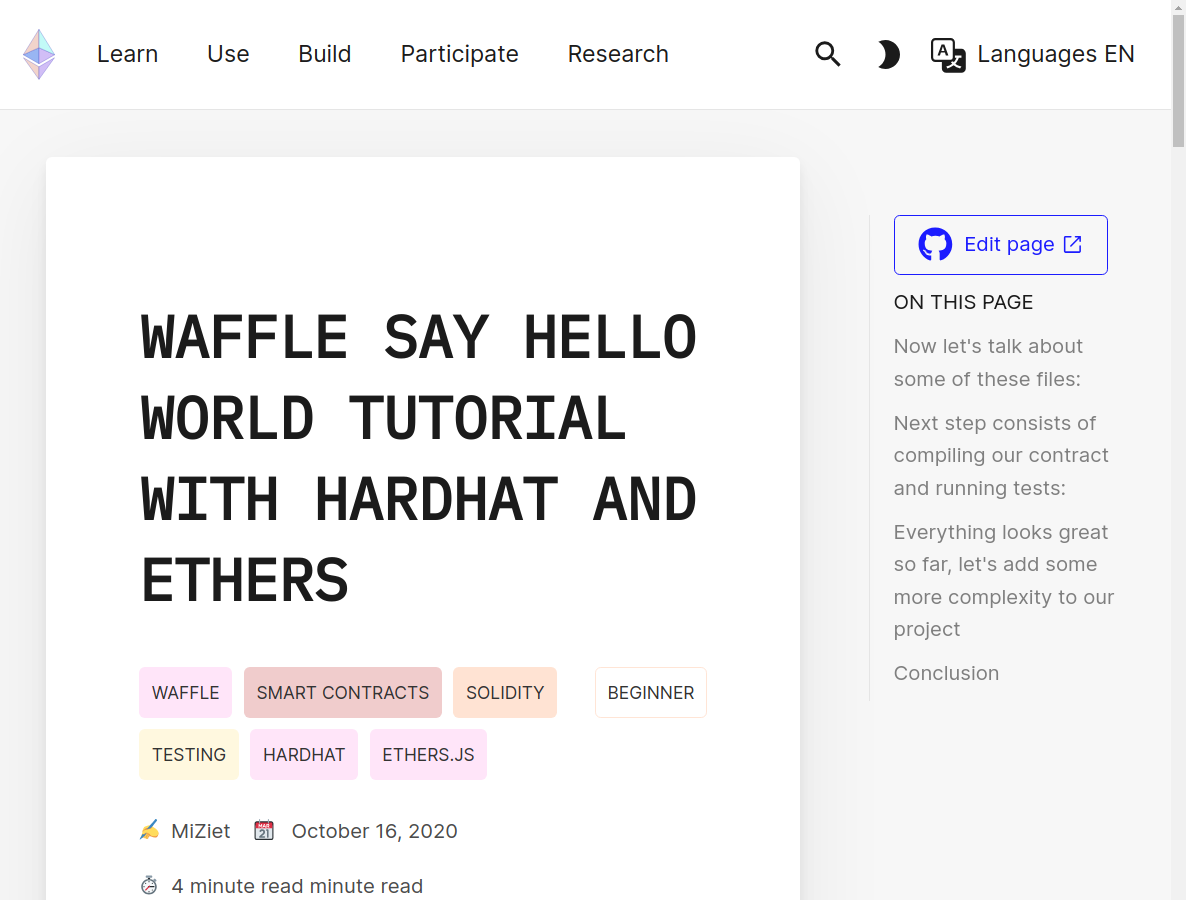 Learn Use Build Participate Research Languages EN
WAFFLE SAY HELLO
WORLD TUTORIAL
WITH HARDHAT AND
ETHERS
WAFFLE SMART CONTRACTS SOLIDITY BEGINNER
TESTING HARDHAT ETHERS.JS
MiZiet October 16, 2020
4 minute read minute read
Edit page
ON THIS PAGE
Now let's talk about
some of these files:
Next step consists of
compiling our contract
and running tests:
Everything looks great
so far, let's add some
more complexity to our
project
Conclusion